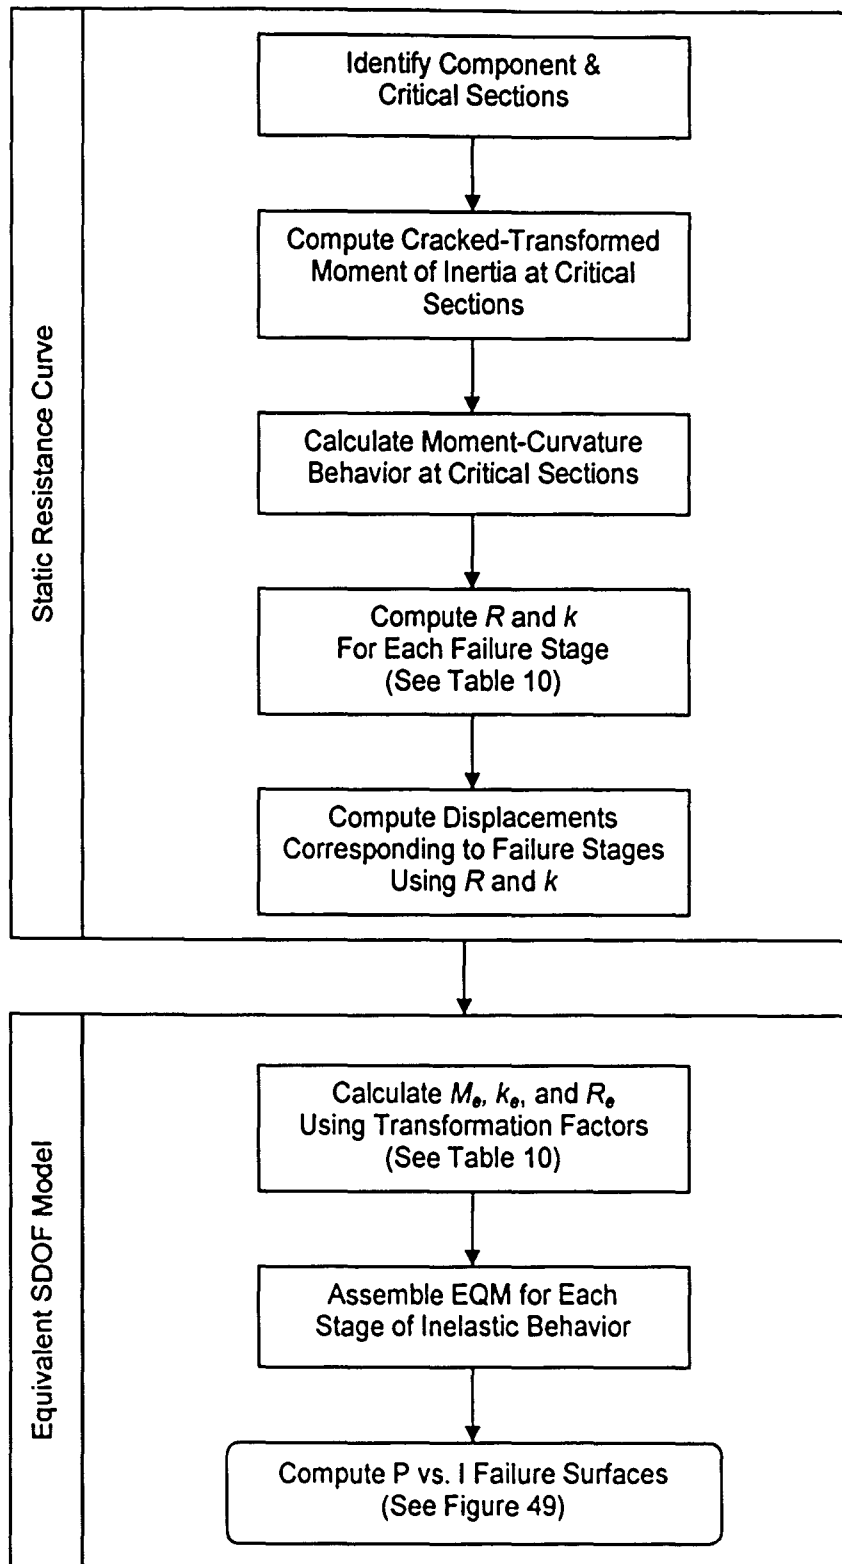 Static Resistance Curve
Identify Component &
Critical Sections
Compute Cracked-Transformed
Moment of Inertia at Critical
Sections
Calculate Moment-Curvature
Behavior at Critical Sections
Compute R and k
For Each Failure Stage
(See Table 10)
Compute Displacements
Corresponding to Failure Stages
Using R and k
Equivalent SDOF Model
Calculate Me, ke, and Re
Using Transformation Factors
(See Table 10)
Assemble EQM for Each
Stage of Inelastic Behavior
Compute P vs. I Failure Surfaces
(See Figure 49)